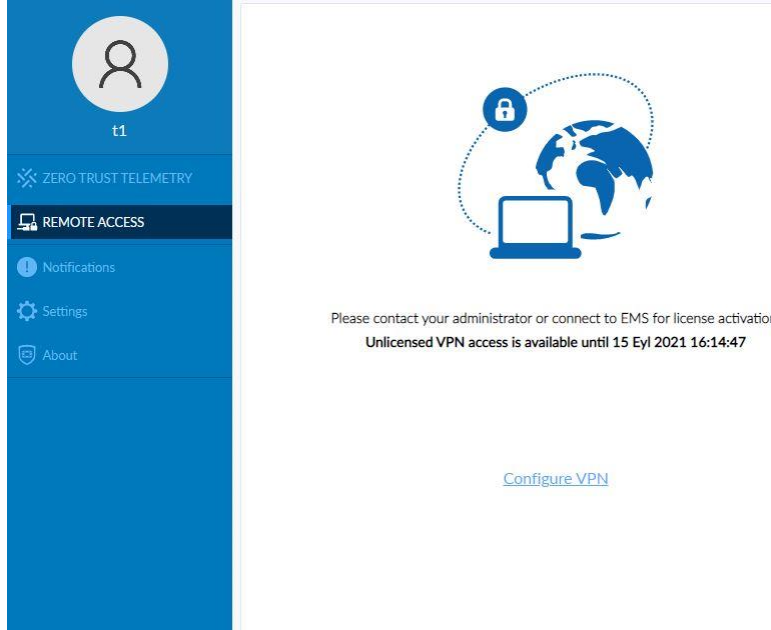 t1
ZERO TRUST TELEMETRY
REMOTE ACCESS
Notifications
Settings
About
Please contact your administrator or connect to EMS for license activation
Unlicensed VPN access is available until 15 Eyl 2021 16:14:47
Configure VPN